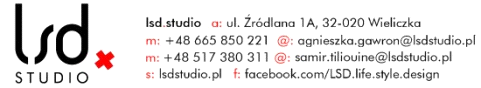 lsd.
STUDIO
lsd.studio a: ul. Źródlana 1A, 32-020 Wieliczka
m: +48 665 850 221 @: agnieszka.gawron@lsdstudio.pl
m: +48 517 380 311 @: samir.tiliouine@lsdstudio.pl
s: lsdstudio.pl f: facebook.com/LSD.life.style.design